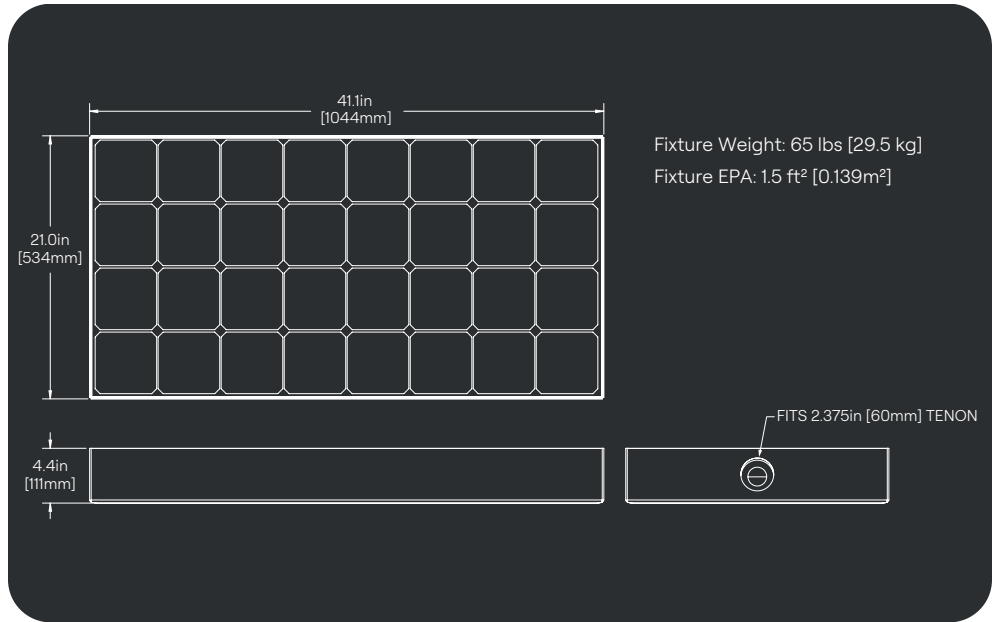 41.1in
[1044mm]
Fixture Weight: 65 lbs [29.5 kg]
Fixture EPA: 1.5 ft² [0.139m²]
21.0in
[534mm]
FITS 2.375in [60mm] TENON
4.4in
[111mm]